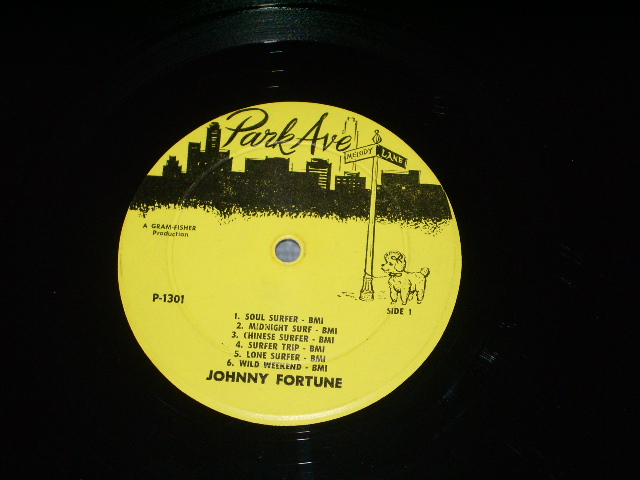 Park Ave
MELODY LANE
A GRAM-FISHER
Production
P-1301
SIDE 1
1. SOUL SURFER - BMI
2. MIDNIGHT SURF - BMI
3. CHINESE SURFER - BMI
4. SURFER TRIP - BMI
5. LONE SURFER - BMI
6. WILD WEEKEND - BMI
JOHNNY FORTUNE